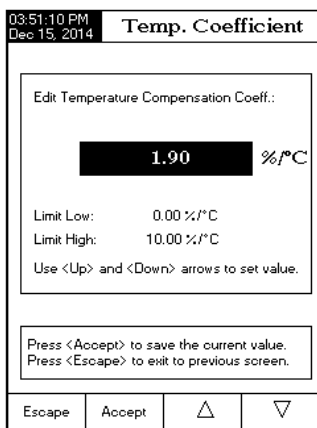 03:51:10 PM
Dec 15, 2014
Temp. Coefficient
Edit Temperature Compensation Coeff.:
1.90 %/°C
Limit Low: 0.00 %/°C
Limit High: 10.00 %/°C
Use <Up> and <Down> arrows to set value.
Press <Accept> to save the current value.
Press <Escape> to exit to previous screen.
Escape Accept △ ▽